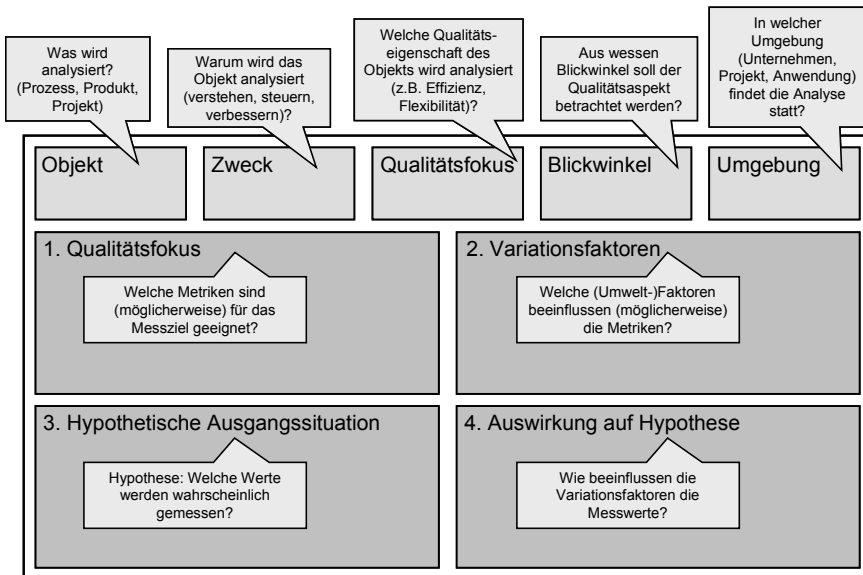 Was wird
analysiert?
(Prozess, Produkt,
Projekt)
Warum wird das
Objekt analysiert
(verstehen, steuern,
verbessern)?
Welche Qualitäts-
eigenschaft des
Objekts wird analysiert
(z.B. Effizienz,
Flexibilität)?
Aus wessen
Blickwinkel soll der
Qualitätsaspekt
betrachtet werden?
In welcher
Umgebung
(Unternehmen,
Projekt, Anwendung)
findet die Analyse
statt?
Objekt
Zweck
Qualitätsfokus
Blickwinkel
Umgebung
1. Qualitätsfokus
Welche Metriken sind
(möglicherweise) für das
Messziel geeignet?
2. Variationsfaktoren
Welche (Umwelt-)Faktoren
beeinflussen (möglicherweise)
die Metriken?
3. Hypothetische Ausgangssituation
Hypothese: Welche Werte
werden wahrscheinlich
gemessen?
4. Auswirkung auf Hypothese
Wie beeinflussen die
Variationsfaktoren die
Messwerte?